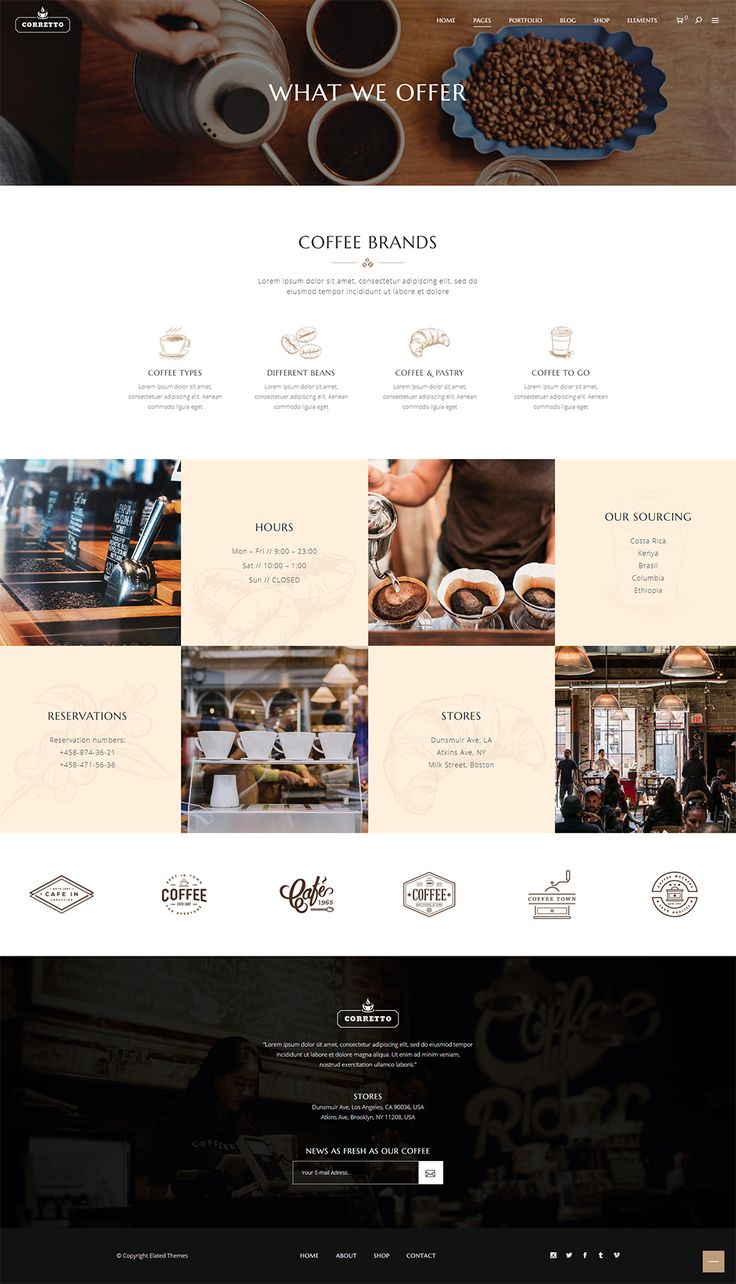 CORRETTO
HOME PAGES PORTFOLIO BLOG SHOP ELEMENTS 0
WHAT WE OFFER
COFFEE BRANDS
Lorem ipsum dolor sit amet, consectetur adipiscing elit, sed do
eiusmod tempor incididunt ut labore et dolore
COFFEE TYPES
Lorem ipsum dolor sit amet,
consectetuer adipiscing elit. Aenean
commodo ligula eget
DIFFERENT BEANS
Lorem ipsum dolor sit amet,
consectetuer adipiscing elit. Aenean
commodo ligula eget
COFFEE & PASTRY
Lorem ipsum dolor sit amet,
consectetuer adipiscing elit. Aenean
commodo ligula eget
COFFEE TO GO
Lorem ipsum dolor sit amet,
consectetuer adipiscing elit. Aenean
commodo ligula eget
HOURS
Mon – Fri // 9:00 – 23:00
Sat // 10:00 – 1:00
Sun // CLOSED
OUR SOURCING
Costa Rica
Kenya
Brasil
Columbia
Ethiopia
RESERVATIONS
Reservation numbers:
+458-874-36-21
+458-471-56-36
STORES
Dunsmuir Ave, LA
Atkins Ave, NY
Milk Street, Boston
CAFE IN
COFFEE
Café
1965
COFFEE
COFFEE TOWN
CORRETTO
"Lorem ipsum dolor sit amet, consectetur adipiscing elit, sed do eiusmod tempor
incididunt ut labore et dolore magna aliqua. Ut enim ad minim veniam,
nostrud exercitation ullamco laboris."
STORES
Dunsmuir Ave, Los Angeles, CA 90036, USA
Atkins Ave, Brooklyn, NY 11208, USA
NEWS AS FRESH AS OUR COFFEE
Your E-mail Adress..
Coffee
Rider
© Copyright Elated Themes
HOME ABOUT SHOP CONTACT